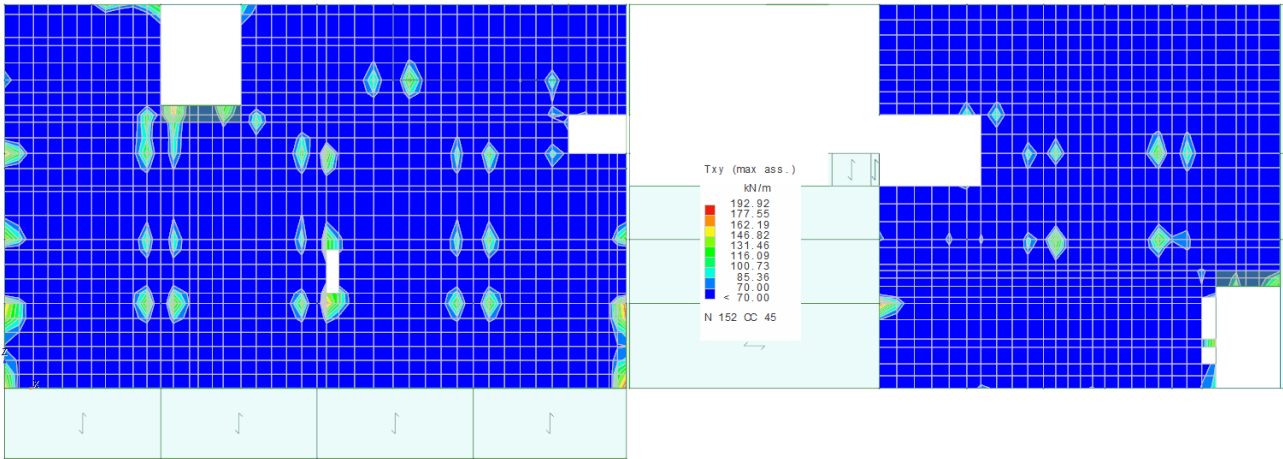 Txy (max ass.)
kN/m
192.92
177.55
162.19
146.82
131.46
116.09
100.73
85.36
70.00
< 70.00
N 152 CC 45
Z
X